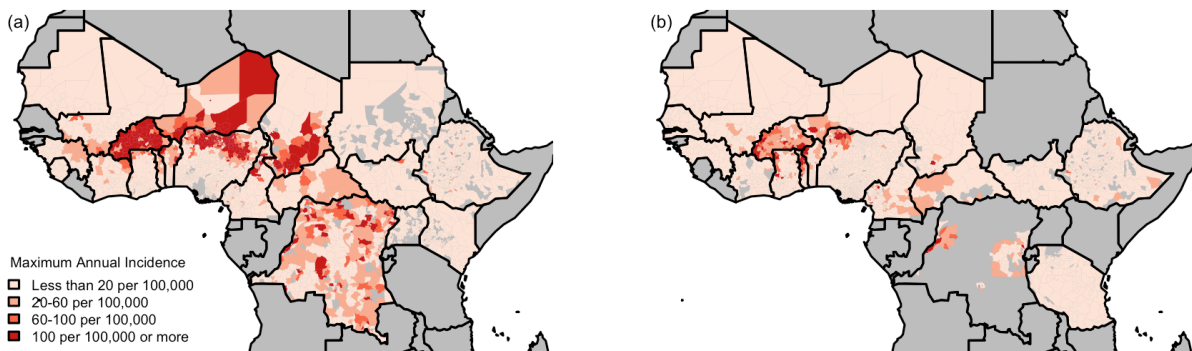 (a)
(b)
Maximum Annual Incidence
Less than 20 per 100,000
20-60 per 100,000
60-100 per 100,000
100 per 100,000 or more